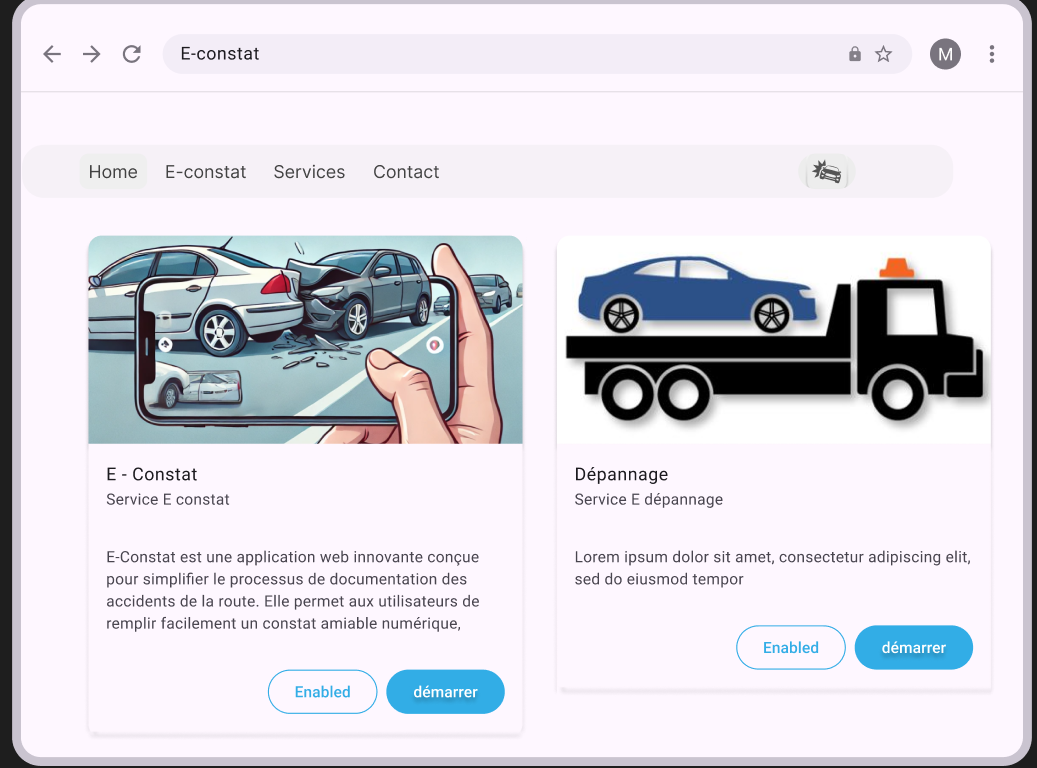 E-constat
M
Home
E-constat
Services
Contact
E - Constat
Service E constat
E-Constat est une application web innovante conçue
pour simplifier le processus de documentation des
accidents de la route. Elle permet aux utilisateurs de
remplir facilement un constat amiable numérique,
Enabled
démarrer
Dépannage
Service E dépannage
Lorem ipsum dolor sit amet, consectetur adipiscing elit,
sed do eiusmod tempor
Enabled
démarrer